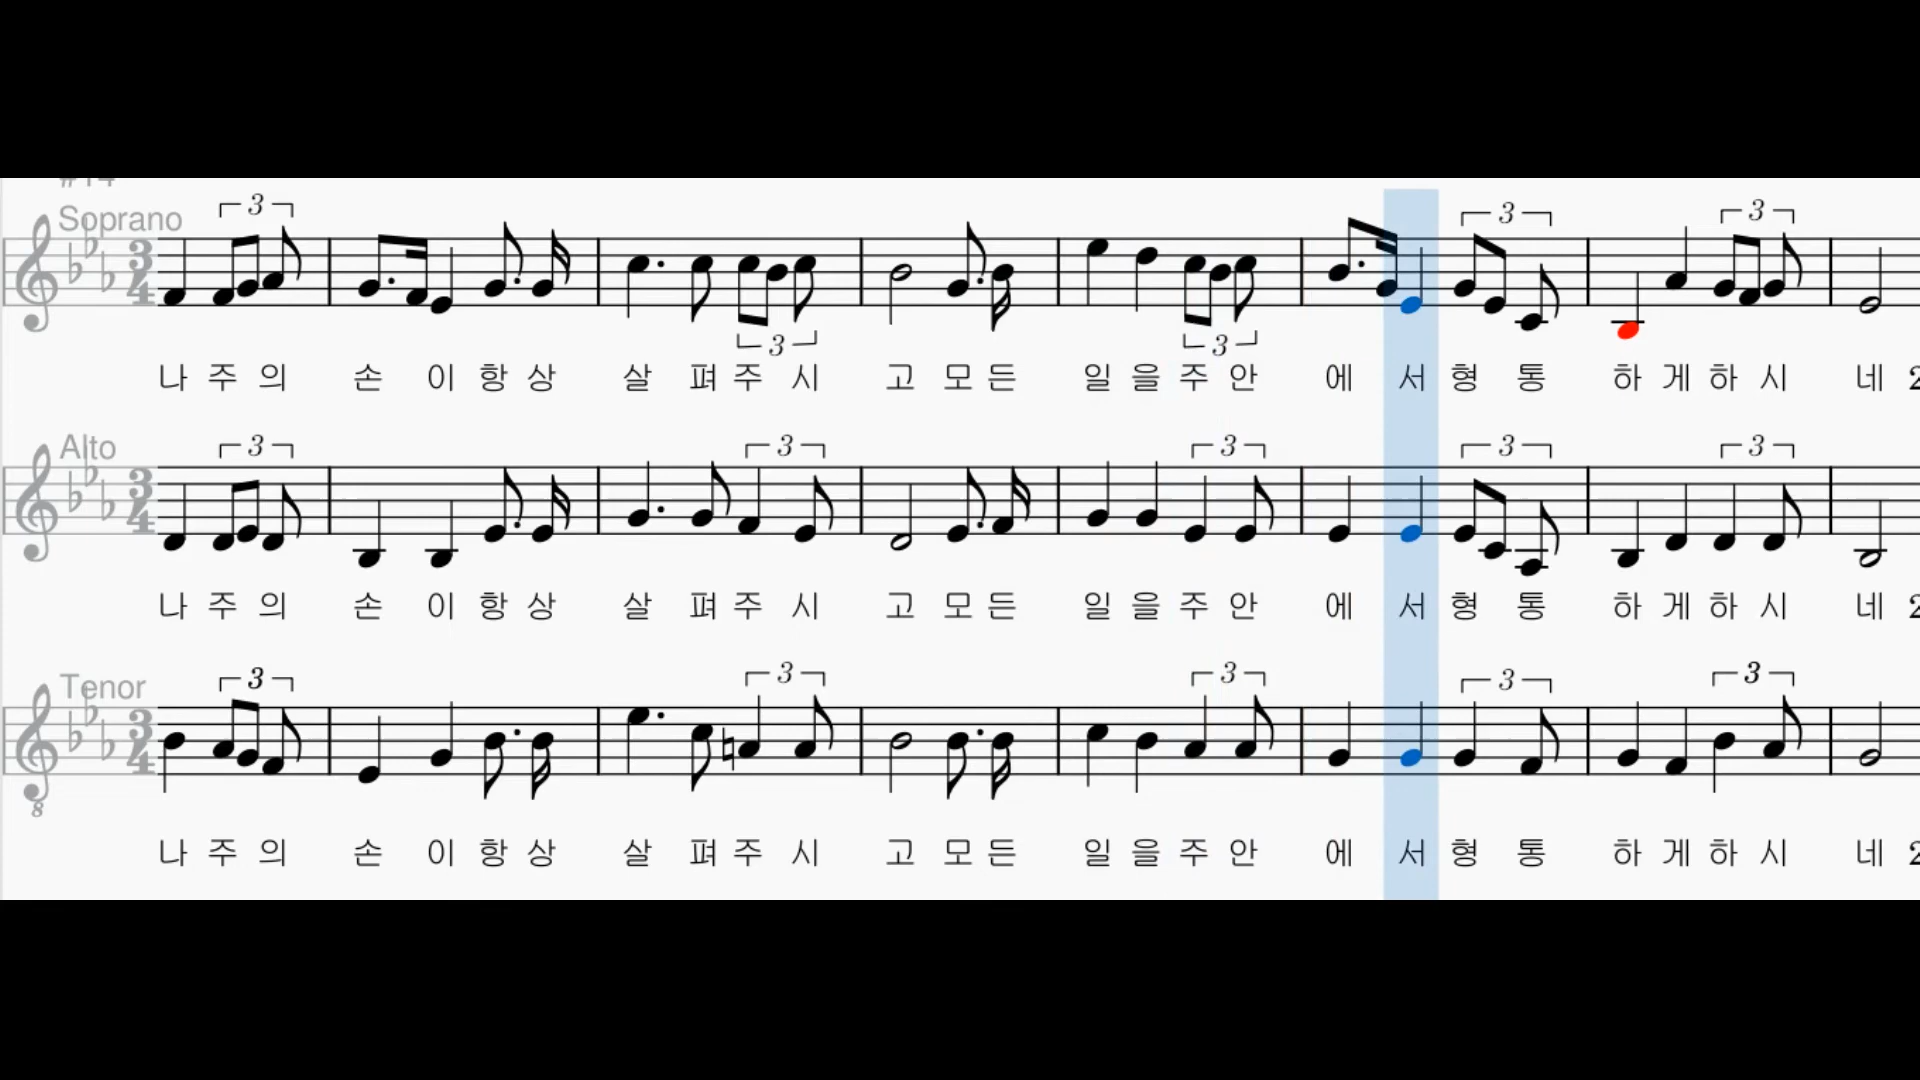 Soprano
3 3 3 3 3 3
나 주 의 손 이 항 상 살 펴 주 시 고 모 든 일 을 주 안 에 서 형 통 하 게 하 시 네
Alto
3 3 3 3 3
나 주 의 손 이 항 상 살 펴 주 시 고 모 든 일 을 주 안 에 서 형 통 하 게 하 시 네
Tenor
3 3 3 3 3
8
나 주 의 손 이 항 상 살 펴 주 시 고 모 든 일 을 주 안 에 서 형 통 하 게 하 시 네